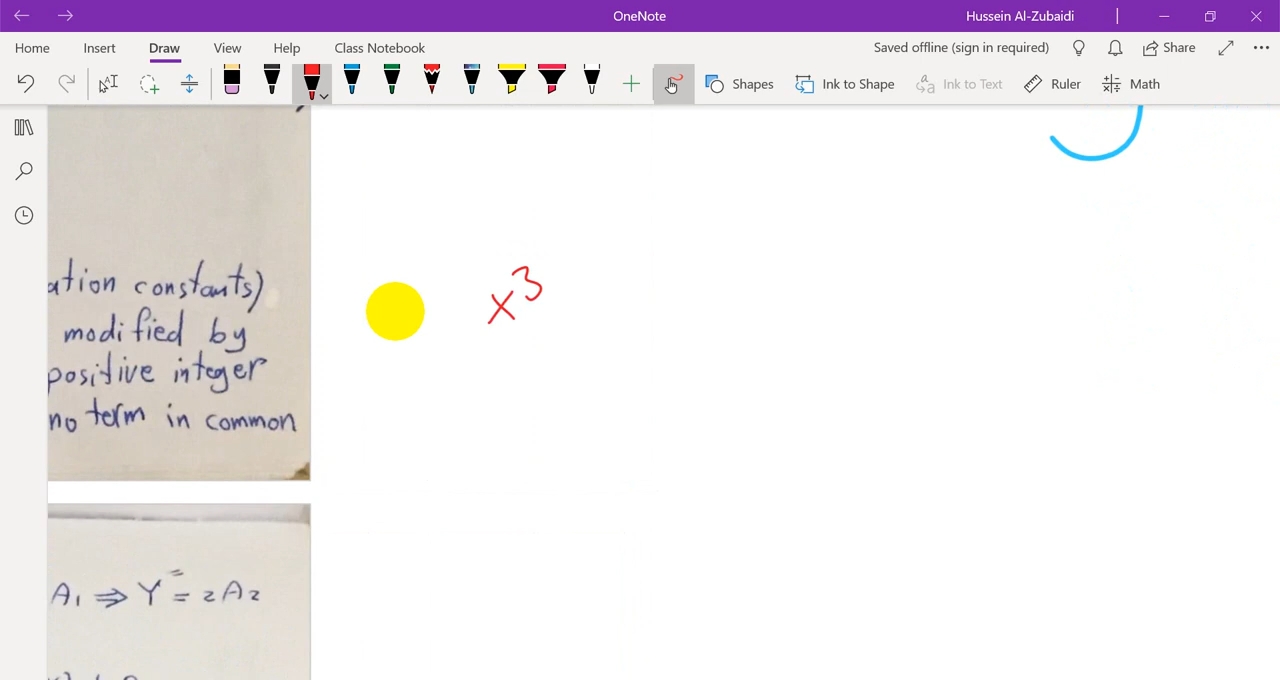 OneNote
Hussein Al-Zubaidi
Home Insert Draw View Help Class Notebook
Saved offline (sign in required)
Share
Shapes Ink to Shape Ink to Text Ruler Math
ation constants)
modified by
positive integer
no term in common
x³
A₁ ⇒ Y″ = 2A₂